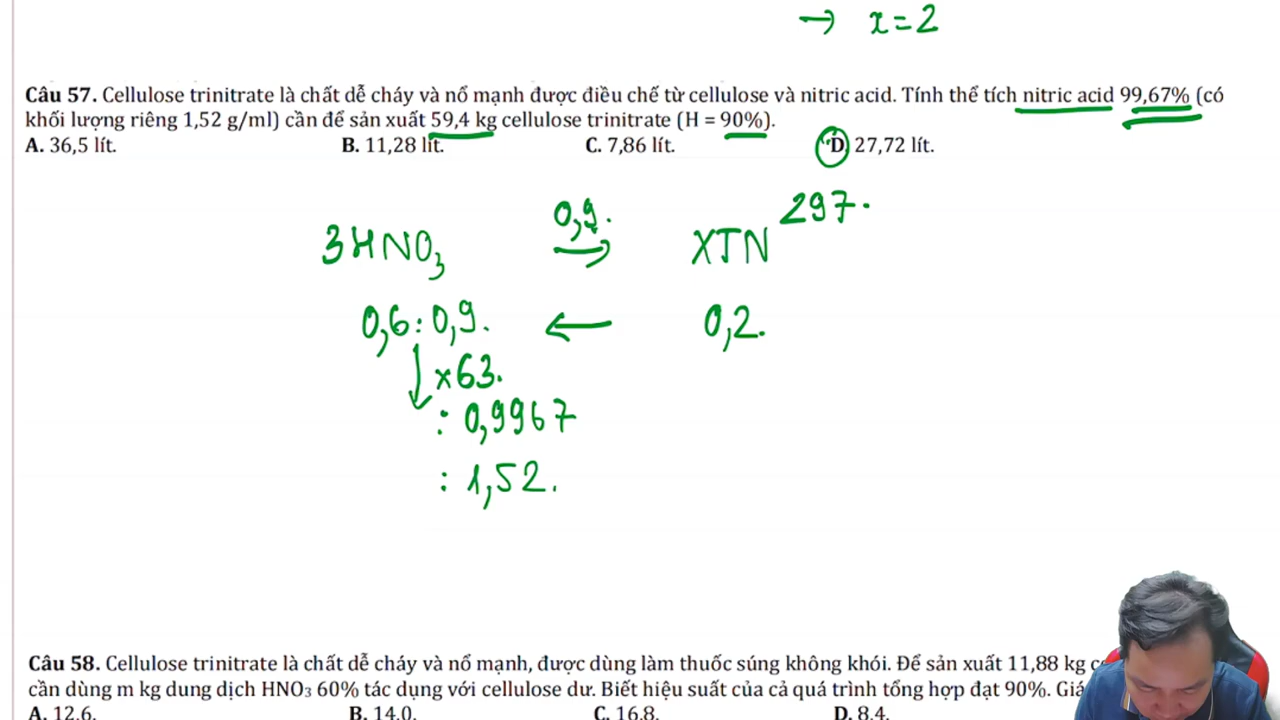 → x=2
Câu 57. Cellulose trinitrate là chất dễ cháy và nổ mạnh được điều chế từ cellulose và nitric acid. Tính thể tích nitric acid 99,67% (có
khối lượng riêng 1,52 g/ml) cần để sản xuất 59,4 kg cellulose trinitrate (H = 90%).
A. 36,5 lít. B. 11,28 lít. C. 7,86 lít. D. 27,72 lít.
297.
3HNO₃ 0,9. XTN
0,6:0,9. ← 0,2.
↓ ×63.
: 0,9967
: 1,52.
Câu 58. Cellulose trinitrate là chất dễ cháy và nổ mạnh, được dùng làm thuốc súng không khói. Để sản xuất 11,88 kg
cần dùng m kg dung dịch HNO₃ 60% tác dụng với cellulose dư. Biết hiệu suất của cả quá trình tổng hợp đạt 90%. Giá
A. 12,6. B. 14,0. C. 16,8. D. 8,4.